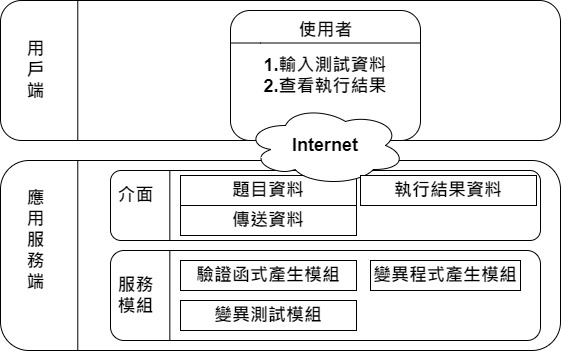 用戶端
使用者
1.輸入測試資料
2.查看執行結果
Internet
應用服務端
介面
題目資料
執行結果資料
傳送資料
服務
模組
驗證函式產生模組
變異程式產生模組
變異測試模組